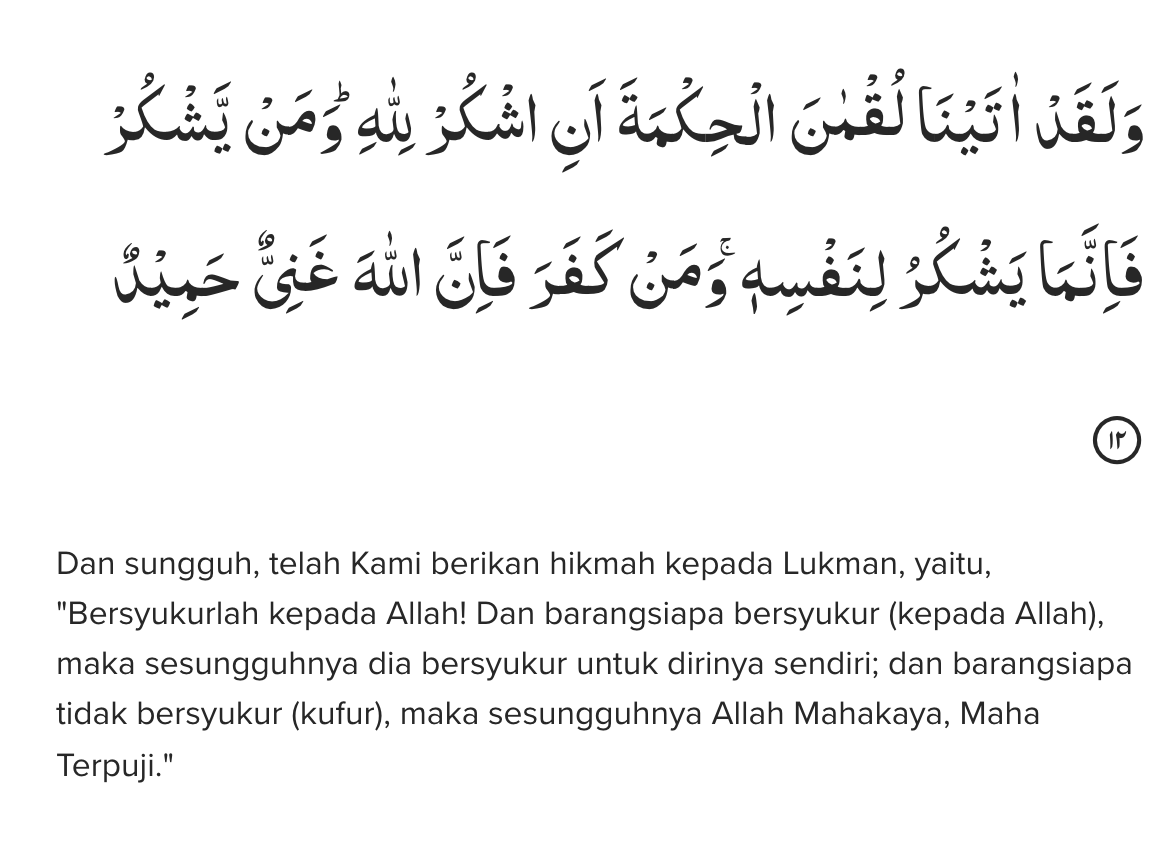 وَلَقَدْ اٰتَيْنَا لُقْمٰنَ الْحِكْمَةَ اَنِ اشْكُرْ لِلّٰهِ ۗوَمَنْ يَّشْكُرْ
فَاِنَّمَا يَشْكُرُ لِنَفْسِهٖ ۚوَمَنْ كَفَرَ فَاِنَّ اللّٰهَ غَنِيٌّ حَمِيْدٌ
١٢
Dan sungguh, telah Kami berikan hikmah kepada Lukman, yaitu,
"Bersyukurlah kepada Allah! Dan barangsiapa bersyukur (kepada Allah),
maka sesungguhnya dia bersyukur untuk dirinya sendiri; dan barangsiapa
tidak bersyukur (kufur), maka sesungguhnya Allah Mahakaya, Maha
Terpuji."